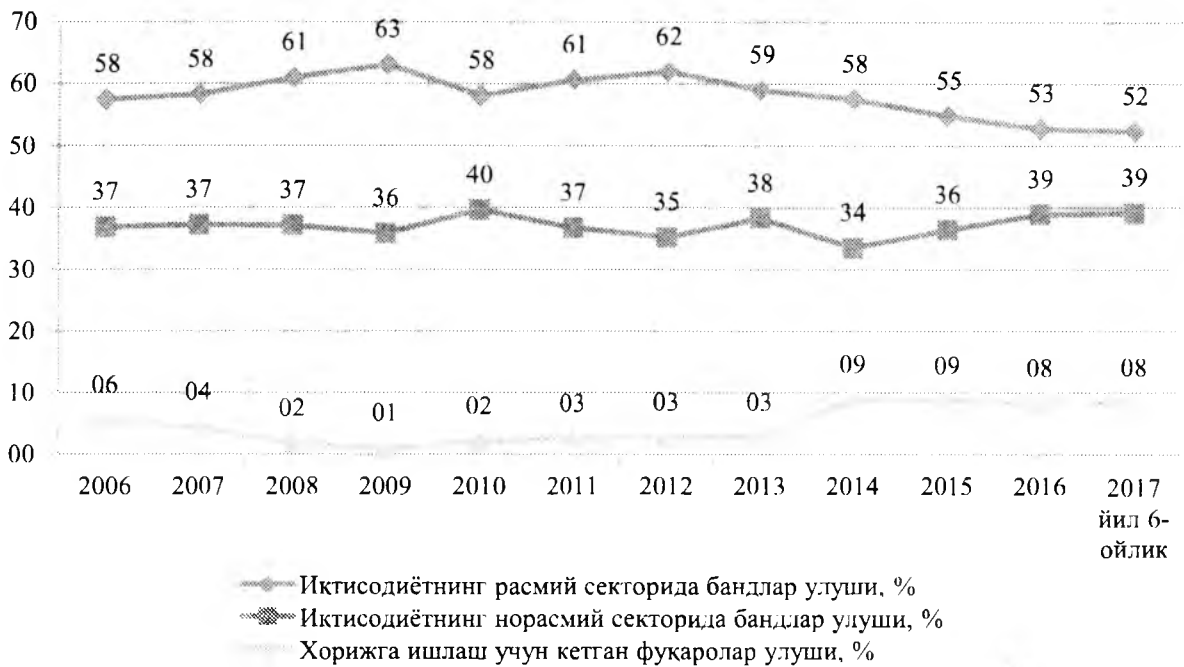 70
60
50
40
30
20
10
00
58 58 61 63 58 61 62 59 58 55 53 52
37 37 37 36 40 37 35 38 34 36 39 39
06 04 02 01 02 03 03 03 09 09 08 08
2006 2007 2008 2009 2010 2011 2012 2013 2014 2015 2016 2017
йил 6-
ойлик
Иқтисодиётнинг расмий секторида бандлар улуши, %
Иқтисодиётнинг норасмий секторида бандлар улуши, %
Хорижга ишлаш учун кетган фуқаролар улуши, %